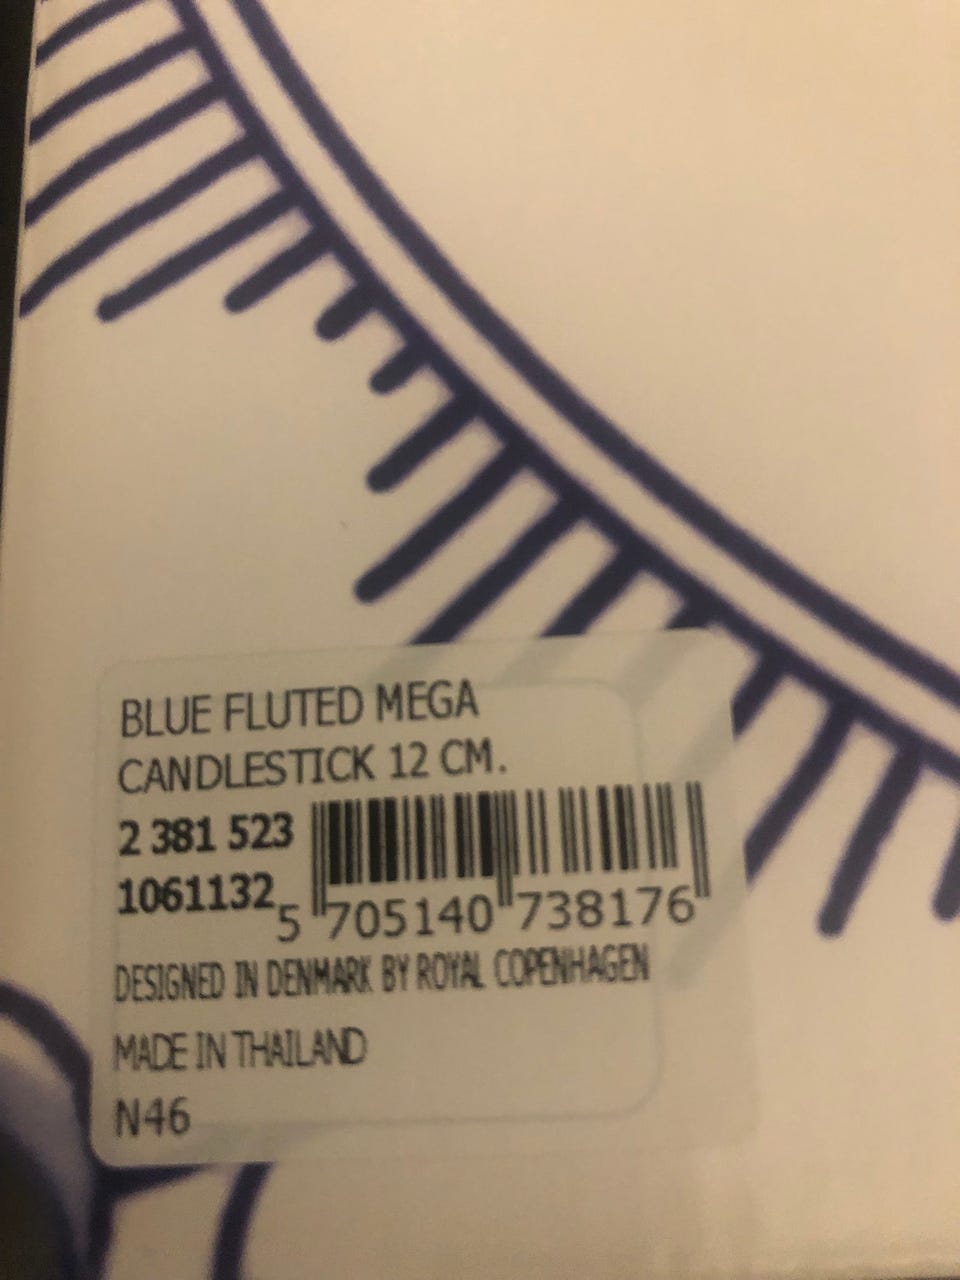 BLUE FLUTED MEGA
CANDLESTICK 12 CM.
2 381 523
1061132
5 705140 738176
DESIGNED IN DENMARK BY ROYAL COPENHAGEN
MADE IN THAILAND
N46